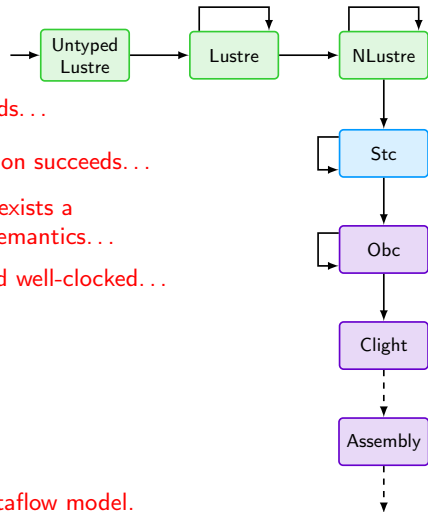 Untyped
Lustre
Lustre
NLustre
ds...
Stc
on succeeds...
exists a
emantics...
Obc
d well-clocked...
Clight
Assembly
taflow model.